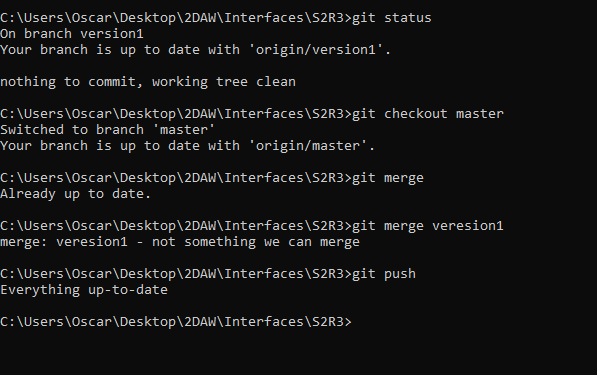 C:\Users\Oscar\Desktop\2DAW\Interfaces\S2R3>git status
On branch version1
Your branch is up to date with 'origin/version1'.
nothing to commit, working tree clean
C:\Users\Oscar\Desktop\2DAW\Interfaces\S2R3>git checkout master
Switched to branch 'master'
Your branch is up to date with 'origin/master'.
C:\Users\Oscar\Desktop\2DAW\Interfaces\S2R3>git merge
Already up to date.
C:\Users\Oscar\Desktop\2DAW\Interfaces\S2R3>git merge veresion1
merge: veresion1 - not something we can merge
C:\Users\Oscar\Desktop\2DAW\Interfaces\S2R3>git push
Everything up-to-date
C:\Users\Oscar\Desktop\2DAW\Interfaces\S2R3>